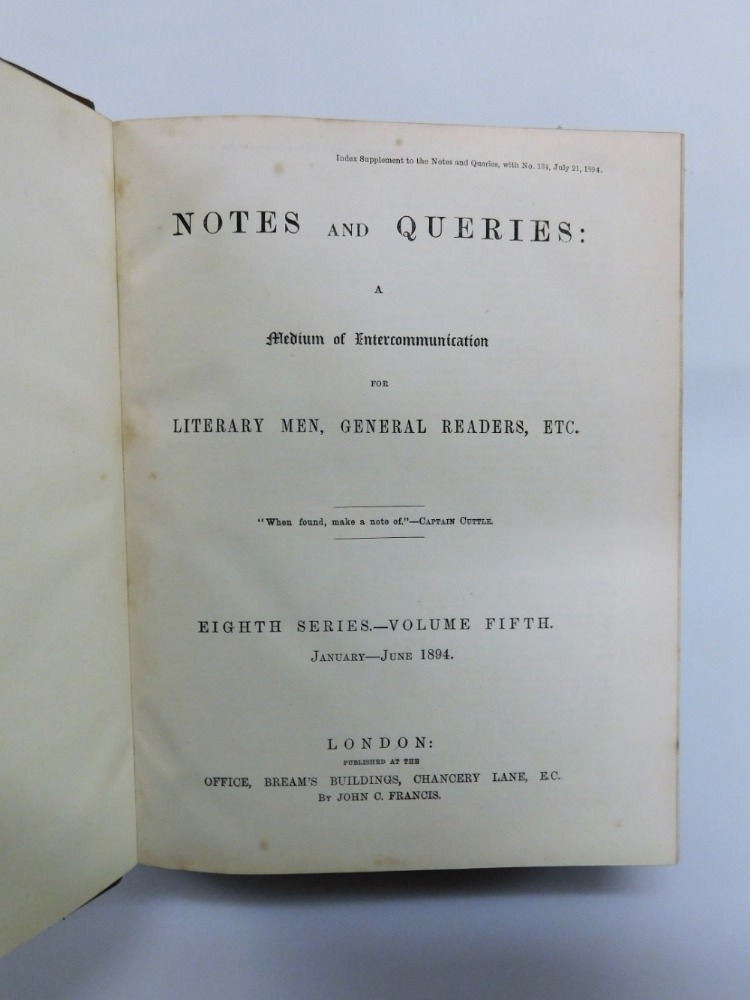 Index Supplement to the Notes and Queries, with No. 134, July 21, 1894.
NOTES AND QUERIES:
A
Medium of Intercommunication
FOR
LITERARY MEN, GENERAL READERS, ETC.
"When found, make a note of."—CAPTAIN CUTTLE.
EIGHTH SERIES.—VOLUME FIFTH.
JANUARY—JUNE 1894.
LONDON:
PUBLISHED AT THE
OFFICE, BREAM'S BUILDINGS, CHANCERY LANE, E.C.
BY JOHN C. FRANCIS.